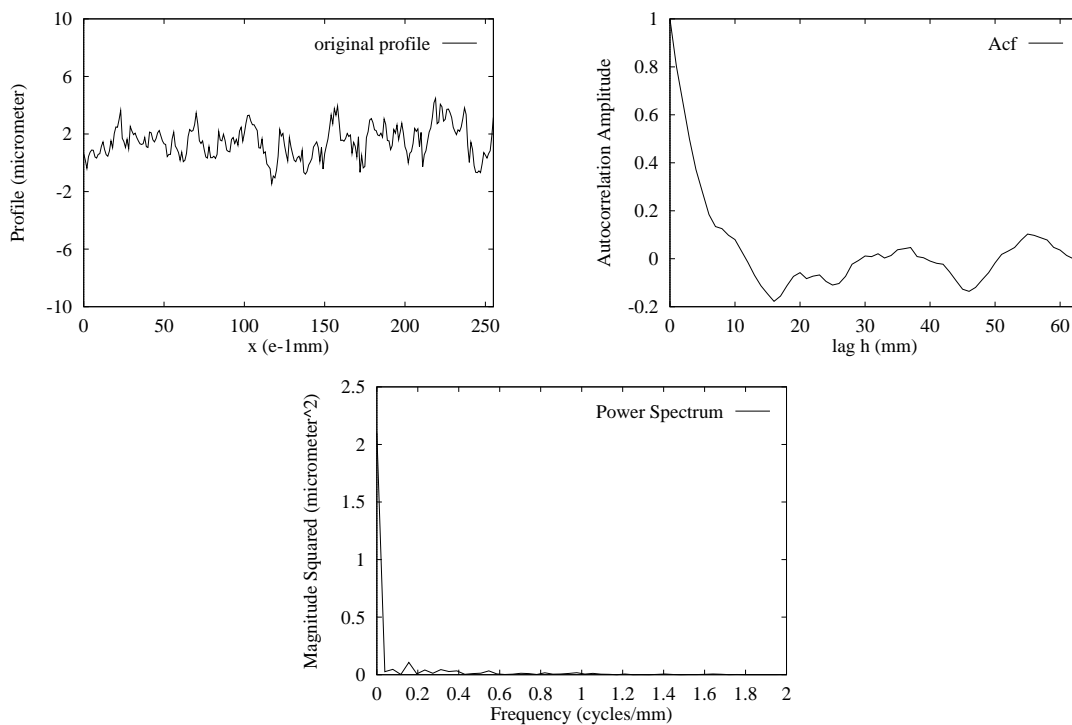 10
6
2
-2
-6
-10
Profile (micrometer)
original profile
0 50 100 150 200 250
x (e-1mm)
1
0.8
0.6
0.4
0.2
0
-0.2
Autocorrelation Amplitude
Acf
0 10 20 30 40 50 60
lag h (mm)
2.5
2
1.5
1
0.5
0
Magnitude Squared (micrometer^2)
Power Spectrum
0 0.2 0.4 0.6 0.8 1 1.2 1.4 1.6 1.8 2
Frequency (cycles/mm)